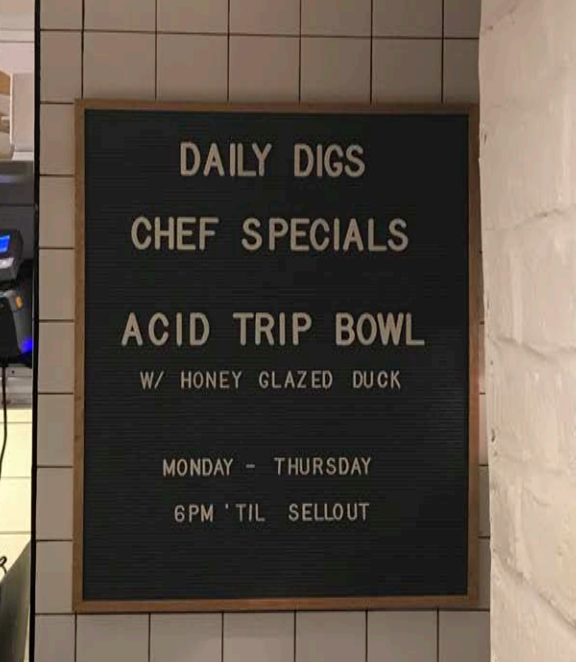 DAILY DIGS
CHEF SPECIALS
ACID TRIP BOWL
W/ HONEY GLAZED DUCK
MONDAY - THURSDAY
6PM 'TIL SELLOUT